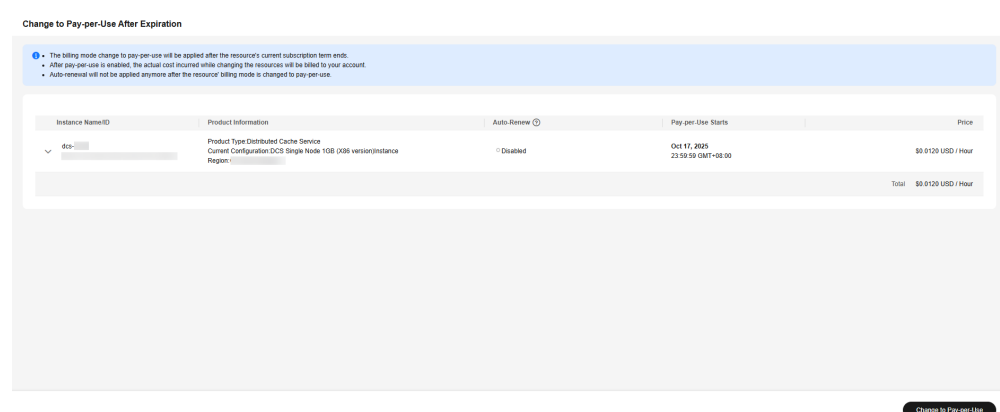 Change to Pay-per-Use After Expiration
The billing mode change to pay-per-use will be applied after the resource's current subscription term ends.
After pay-per-use is enabled, the actual cost incurred while changing the resources will be billed to your account.
Auto-renewal will not be applied anymore after the resource' billing mode is changed to pay-per-use.
Instance Name/ID Product Information Auto-Renew Pay-per-Use Starts Price
dcs-
Product Type:Distributed Cache Service
Current Configuration:DCS Single Node 1GB (X86 version)Instance
Region:
Disabled
Oct 17, 2025
23:59:59 GMT+08:00
$0.0120 USD / Hour
Total $0.0120 USD / Hour
Change to Pay-per-Use